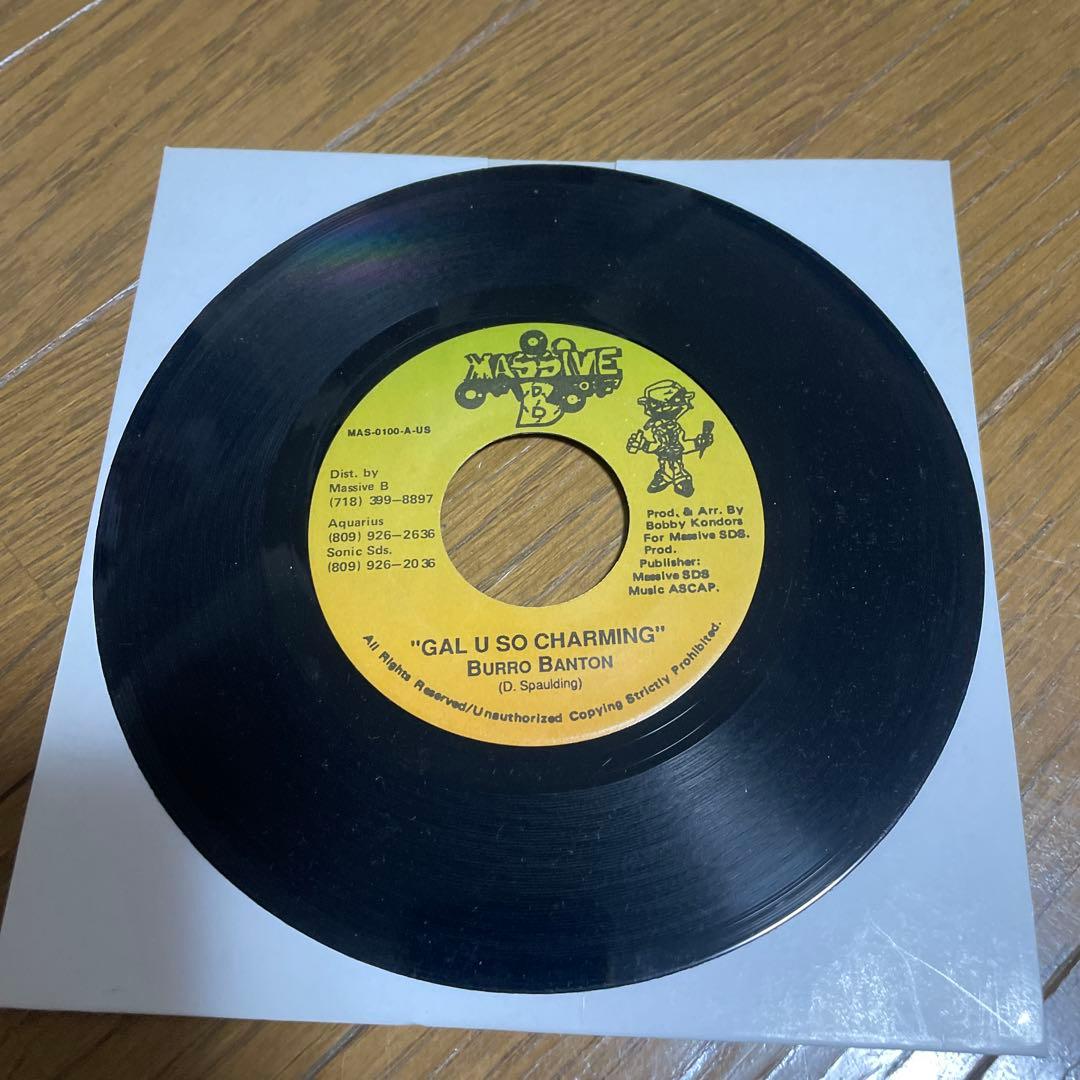 MASSIVE
B
MAS-0100-A-US
Dist. by
Massive B
(718) 399-8897
Aquarius
(809) 926-2636
Sonic Sds.
(809) 926-2036
Prod. & Arr. By
Bobby Kondors
For Massive SDS.
Prod.
Publisher:
Massive SDS
Music ASCAP.
"GAL U SO CHARMING"
BURRO BANTON
(D. Spaulding)
All Rights Reserved/Unauthorized Copying Strictly Prohibited.